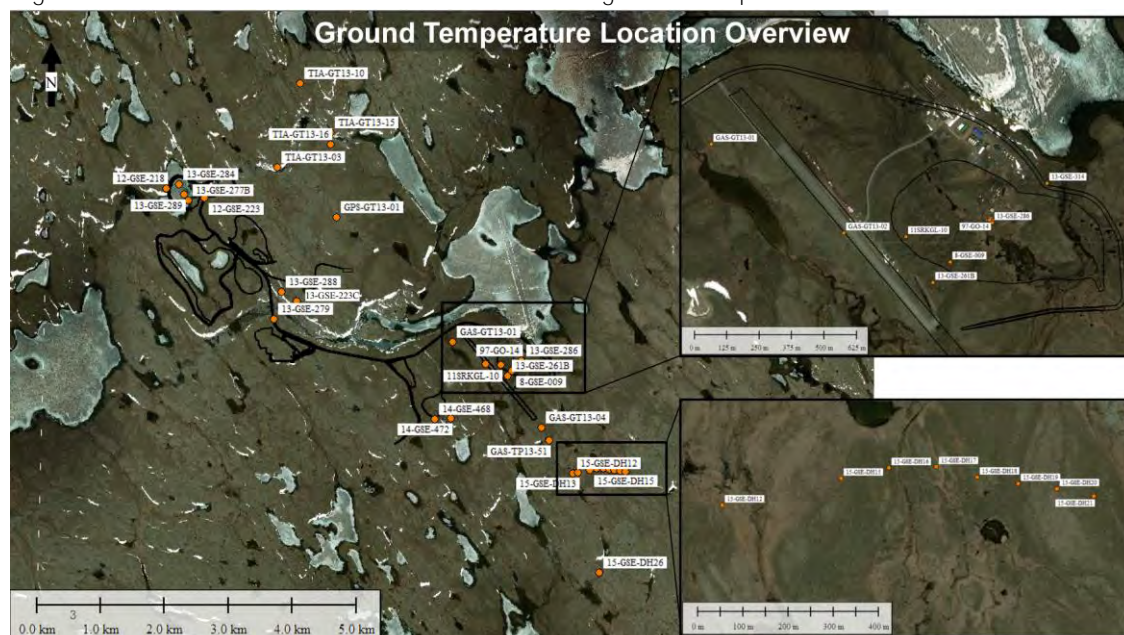 Ground Temperature Location Overview
N
TIA-GT13-10
TIA-GT13-15
TIA-GT13-16
TIA-GT13-03
13-GSE-284
12-GSE-218
13-GSE-277B
13-GSE-289
12-GSE-223
GPS-GT13-01
13-GSE-288
13-GSE-223C
13-GSE-279
GAS-GT13-01
97-GO-14
13-GSE-286
11SRKGL-10
13-GSE-261B
8-GSE-009
14-GSE-468
14-GSE-472
GAS-GT13-04
GAS-TP13-51
15-GSE-DH12
15-GSE-DH13
15-GSE-DH15
15-GSE-DH26
3
0.0 km 1.0 km 2.0 km 3.0 km 4.0 km 5.0 km
GAS-GT13-01
13-GSE-314
13-GSE-286
97-GO-14
GAS-GT13-02
11SRKGL-10
8-GSE-009
13-GSE-261B
0 m 125 m 250 m 375 m 500 m 625 m
15-GSE-DH12
15-GSE-DH15
15-GSE-DH16
15-GSE-DH17
15-GSE-DH18
15-GSE-DH19
15-GSE-DH20
15-GSE-DH21
0 m 100 m 200 m 300 m 400 m